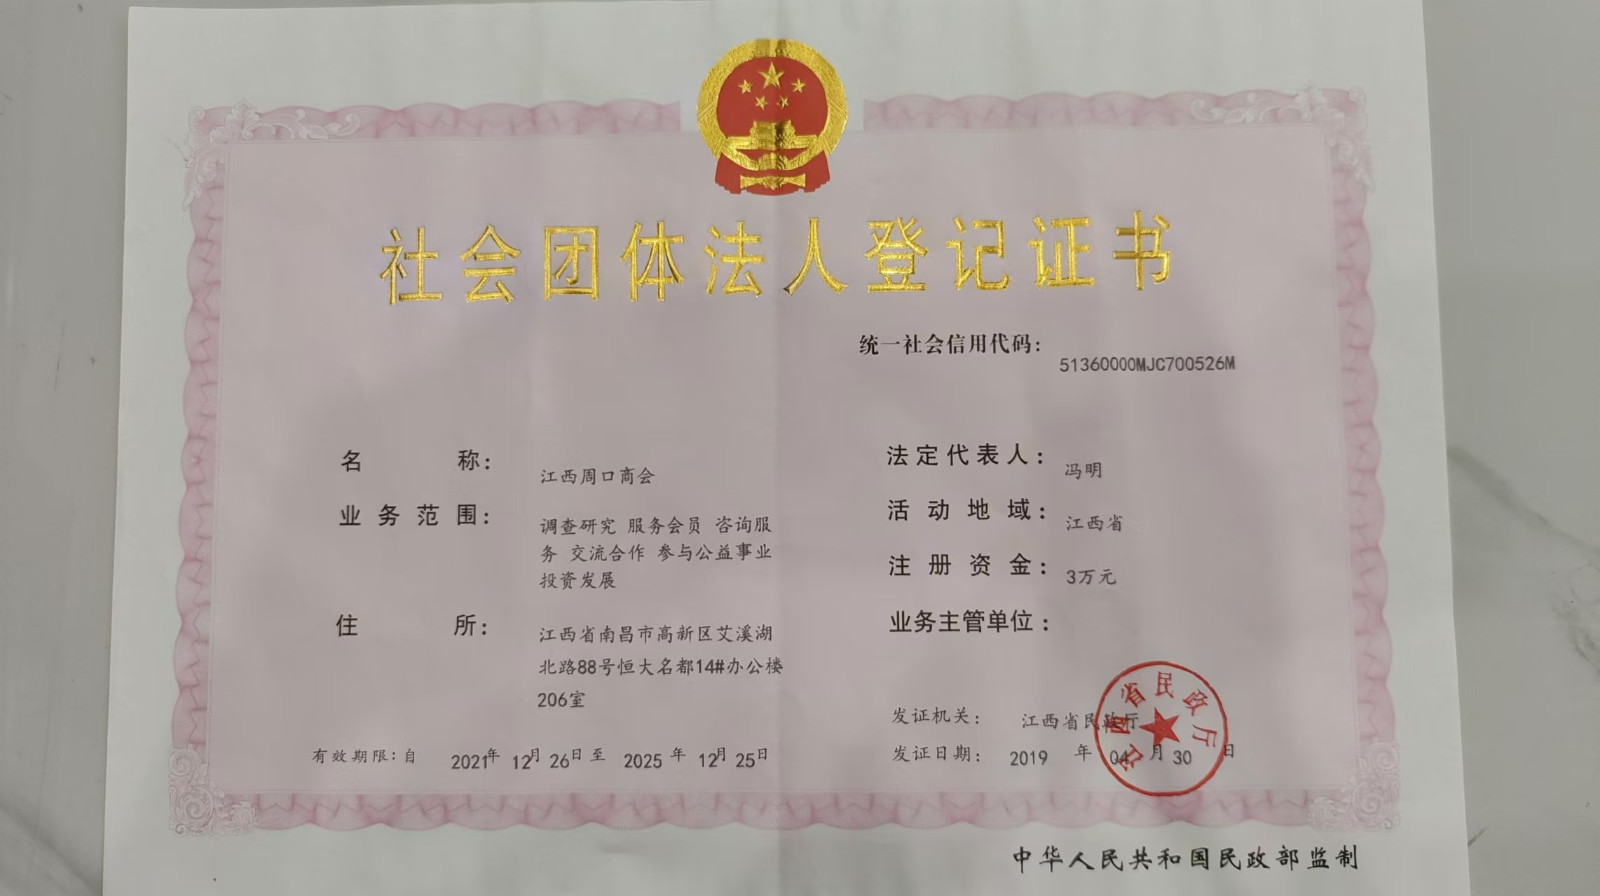 社会团体法人登记证书
统一社会信用代码:
51360000MJC700526M
名 称:
江西周口商会
业务范围:
调查研究 服务会员 咨询服
务 交流合作 参与公益事业
投资发展
住 所:
江西省南昌市高新区艾溪湖
北路88号恒大名都14#办公楼
206室
有效期限:自 2021年 12月 26日至 2025 年 12月 25日
法定代表人:
冯明
活动地域:
江西省
注册资金:
3万元
业务主管单位:
发证机关: 江西省民政厅
发证日期: 2019 年 04 月 30 日
江西省民政厅
中华人民共和国民政部监制